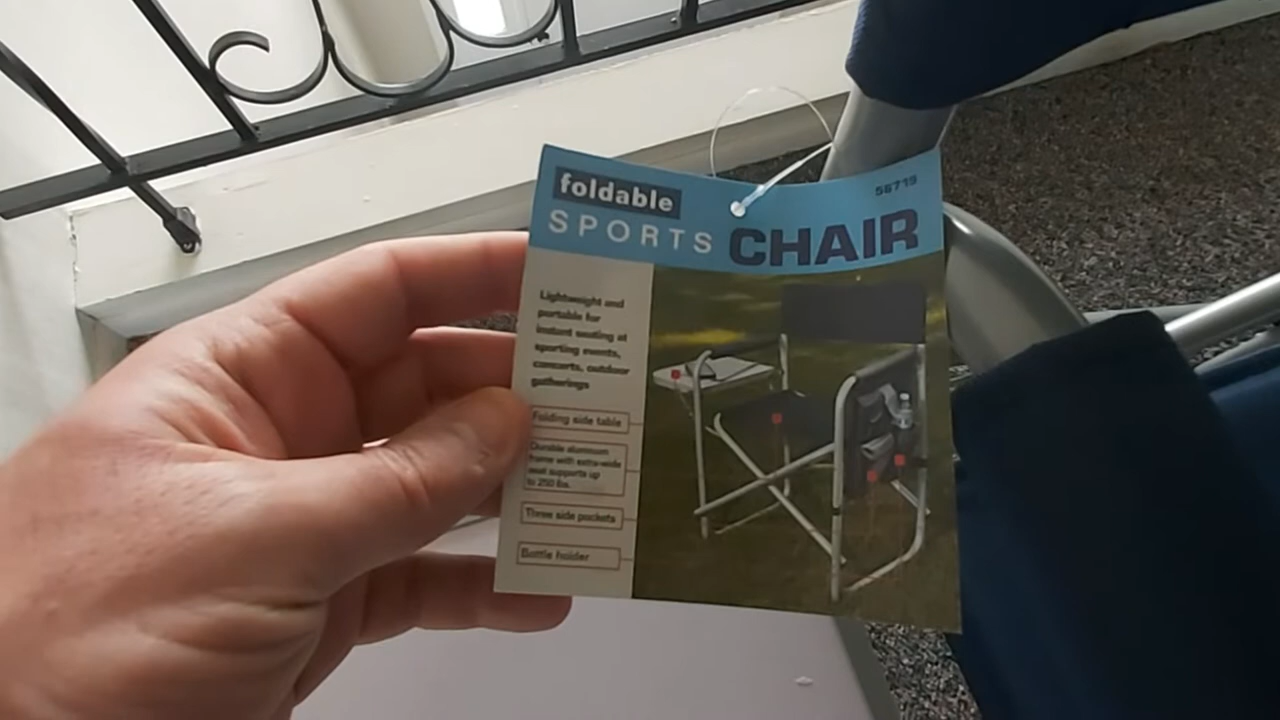 foldable
SPORTS CHAIR
56719
Lightweight and
portable for
instant seating at
sporting events,
concerts, outdoor
gatherings
Folding side table
Durable aluminum
frame with extra-wide
seat supports up
to 250 lbs.
Three side pockets
Bottle holder